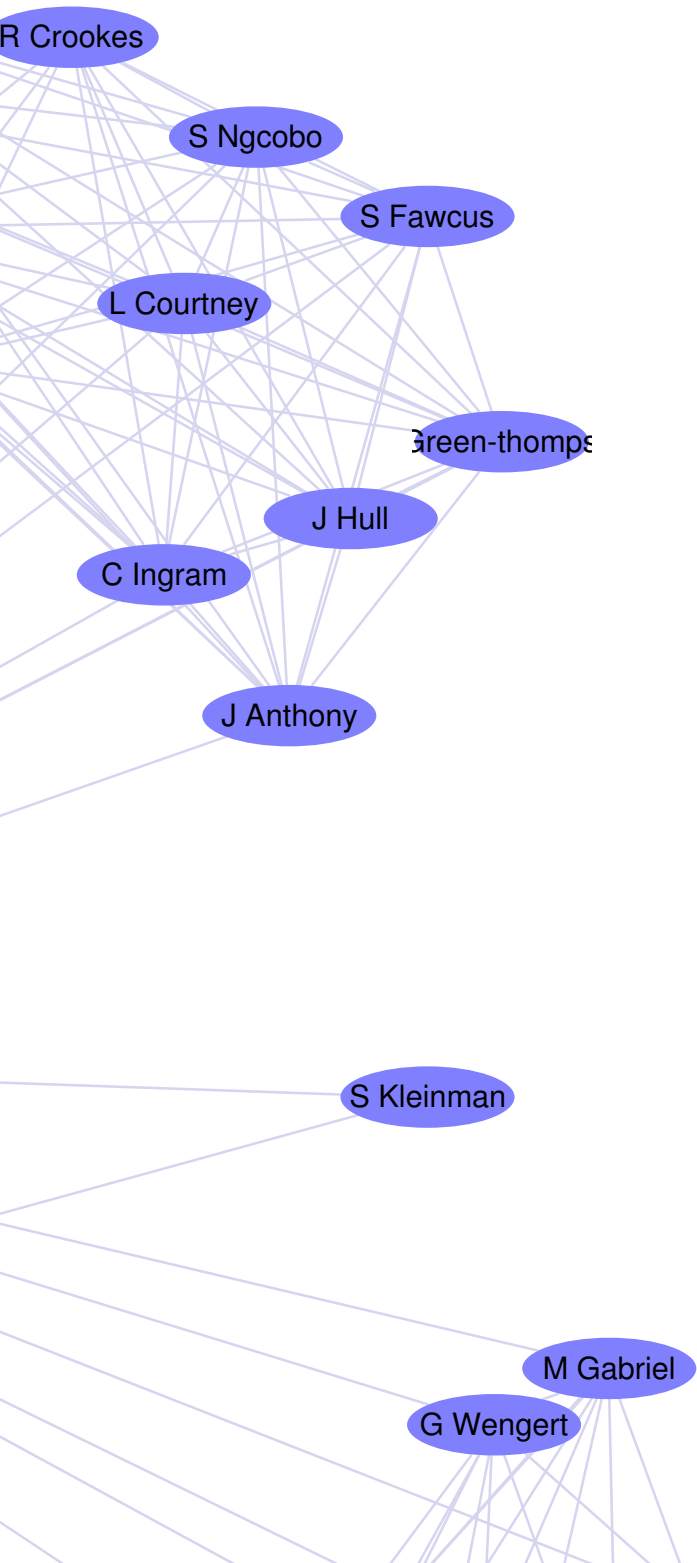 R Crookes
S Ngcobo
S Fawcus
L Courtney
Green-thomps
J Hull
C Ingram
J Anthony
S Kleinman
M Gabriel
G Wengert